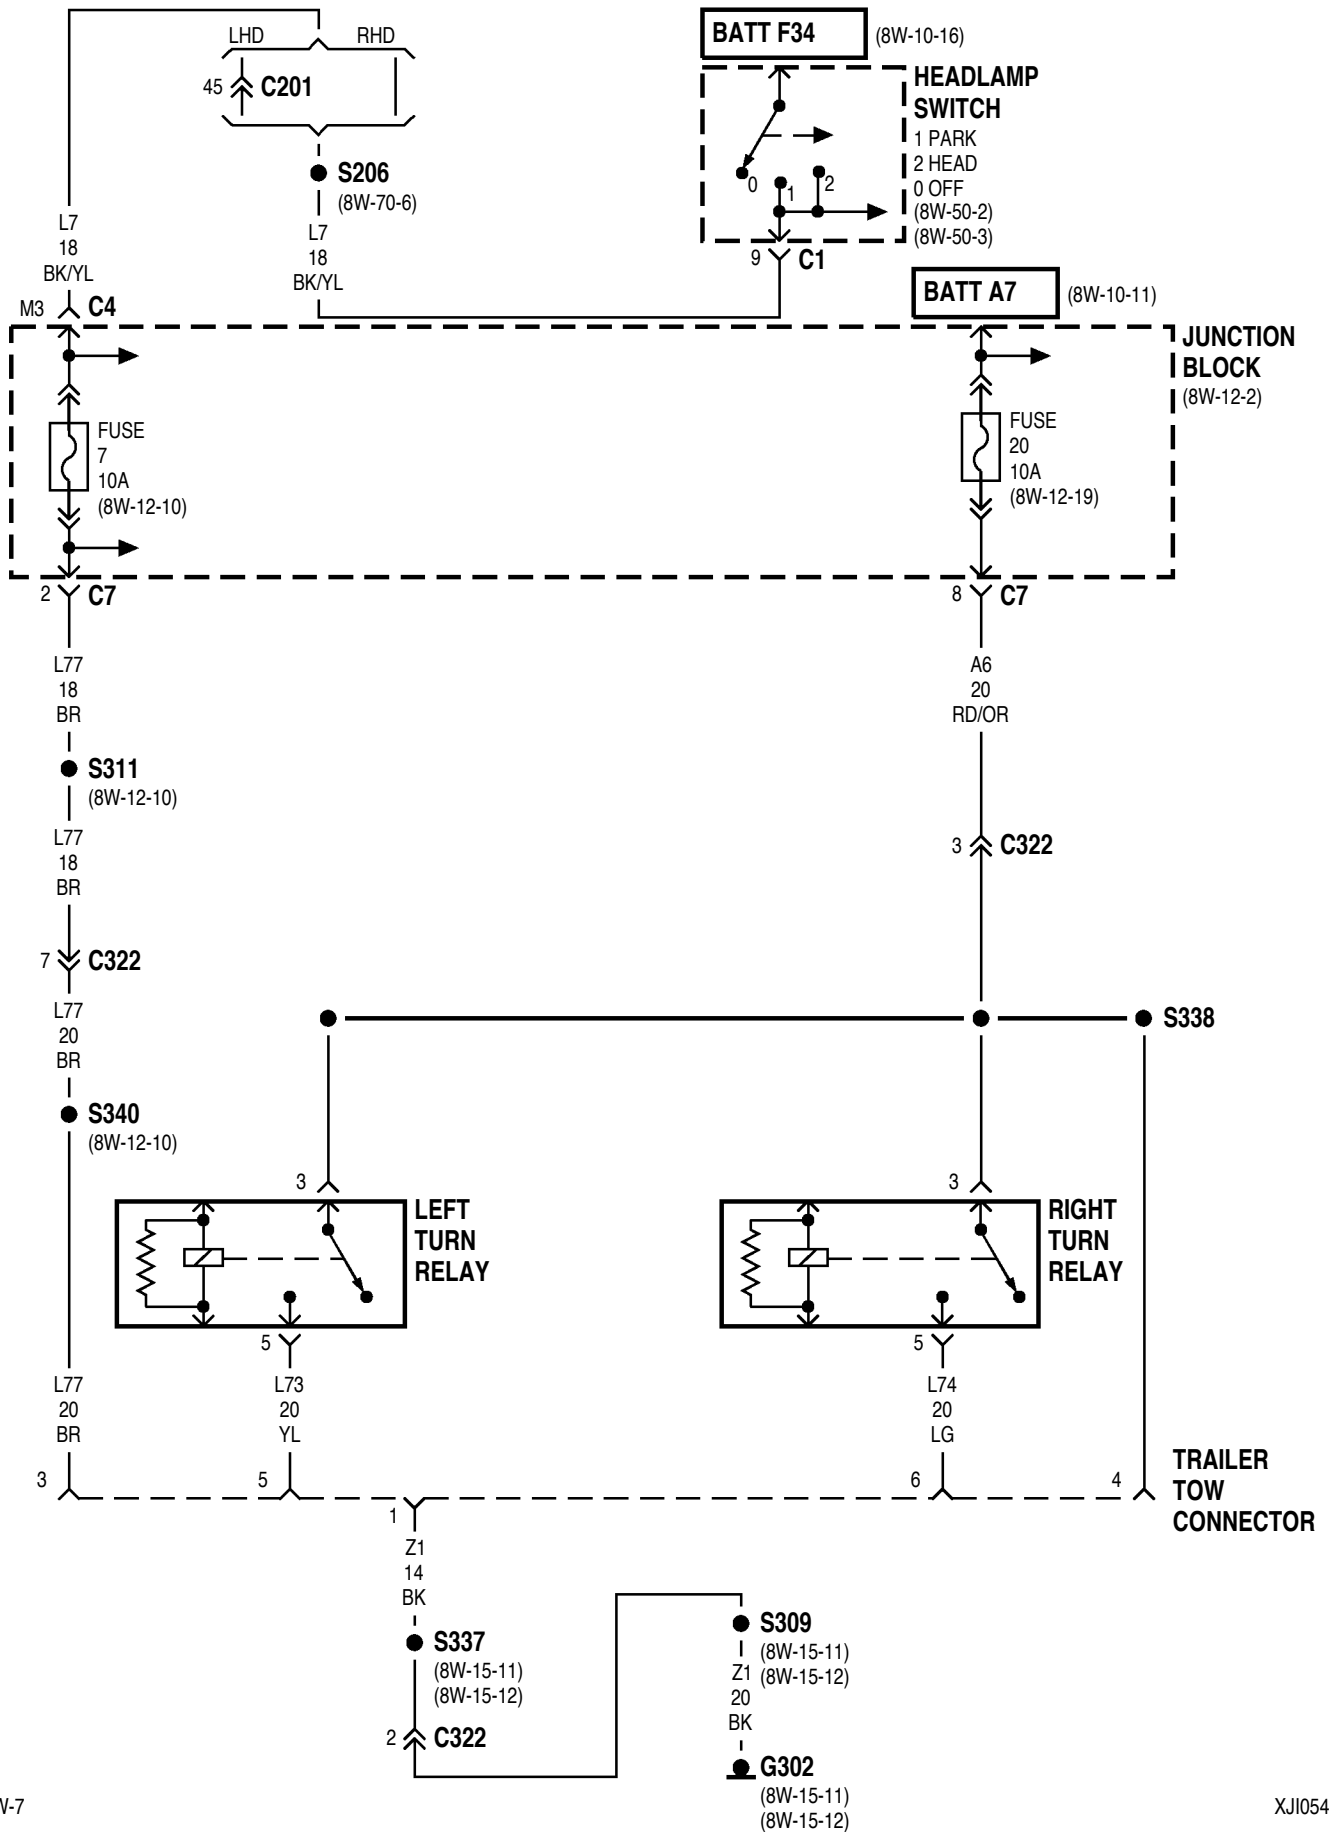 LHD
RHD
45
C201
S206
(8W-70-6)
L7
18
BK/YL
L7
18
BK/YL
BATT F34
(8W-10-16)
HEADLAMP
SWITCH
1 PARK
2 HEAD
0 OFF
(8W-50-2)
(8W-50-3)
0
1
2
9
C1
BATT A7
(8W-10-11)
M3
C4
JUNCTION
BLOCK
(8W-12-2)
FUSE
7
10A
(8W-12-10)
FUSE
20
10A
(8W-12-19)
2
C7
8
C7
L77
18
BR
A6
20
RD/OR
S311
(8W-12-10)
L77
18
BR
3
C322
7
C322
L77
20
BR
S338
S340
(8W-12-10)
3
LEFT
TURN
RELAY
3
RIGHT
TURN
RELAY
5
5
L77
20
BR
L73
20
YL
L74
20
LG
3
5
6
4
TRAILER
TOW
CONNECTOR
1
Z1
14
BK
S337
(8W-15-11)
(8W-15-12)
2
C322
S309
(8W-15-11)
(8W-15-12)
Z1
20
BK
G302
(8W-15-11)
(8W-15-12)
W-7
XJI054